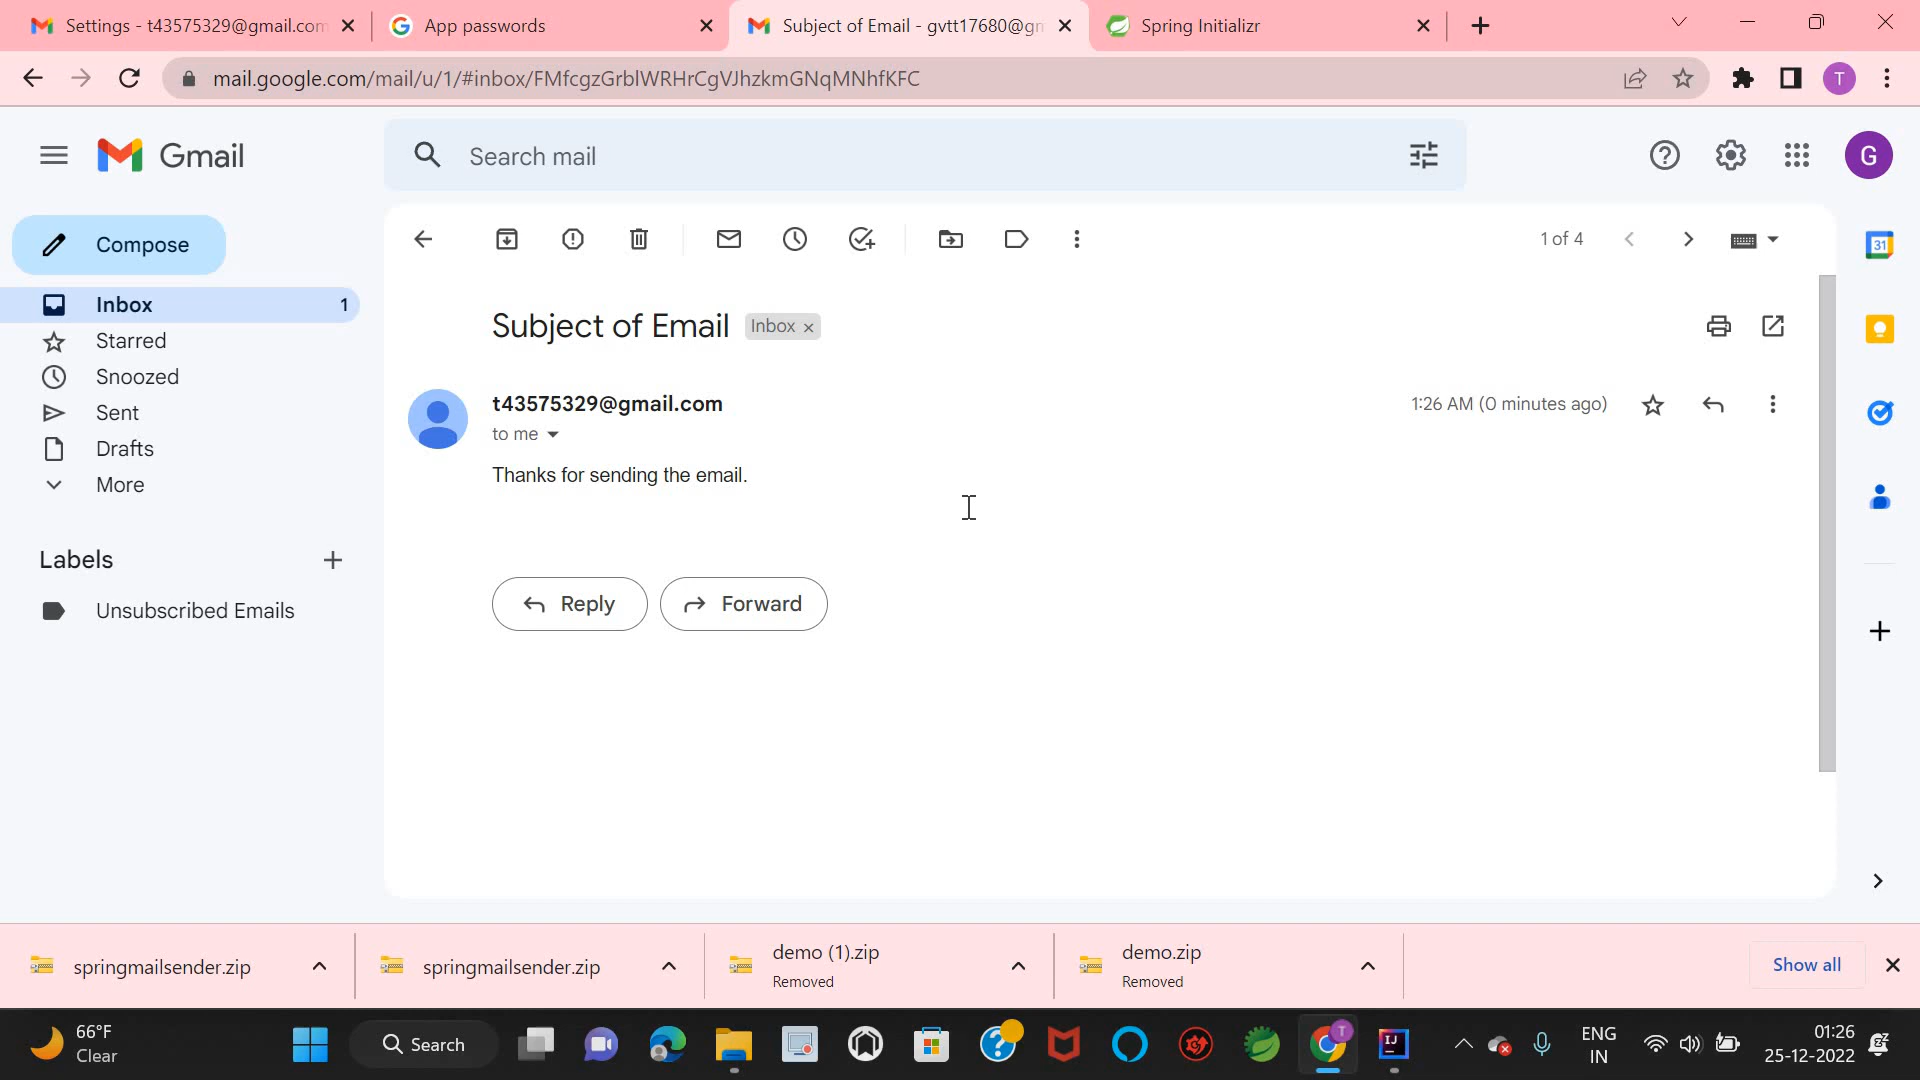 Settings - t43575329@gmail.com
App passwords
Subject of Email - gvtt17680@gm
Spring Initializr
mail.google.com/mail/u/1/#inbox/FMfcgzGrblWRHrCgVJhzkmGNqMNhfKFC
T
Gmail
Search mail
G
Compose
Inbox 1
Starred
Snoozed
Sent
Drafts
More
Labels
Unsubscribed Emails
1 of 4
31
Subject of Email Inbox ×
t43575329@gmail.com
1:26 AM (0 minutes ago)
to me
Thanks for sending the email.
Reply
Forward
springmailsender.zip
springmailsender.zip
demo (1).zip
Removed
demo.zip
Removed
Show all
66°F
Clear
Search
T
IJ
ENG
IN
01:26
25-12-2022